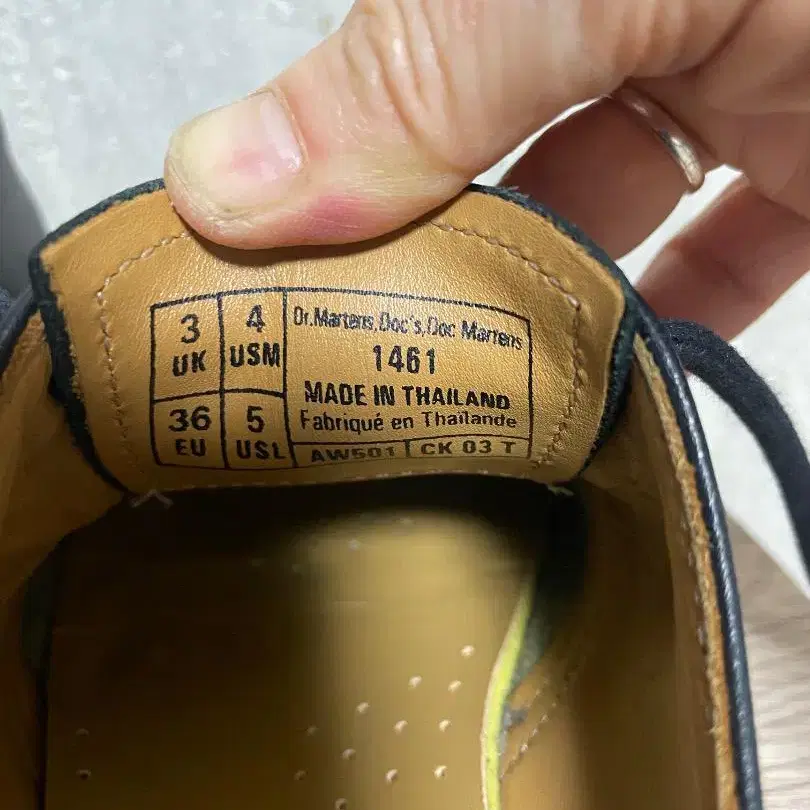 3 UK
4 USM
36 EU
5 USL
Dr.Martens,Doc's,Doc Martens
1461
MADE IN THAILAND
Fabriqué en Thaïlande
AW501 CK 03 T